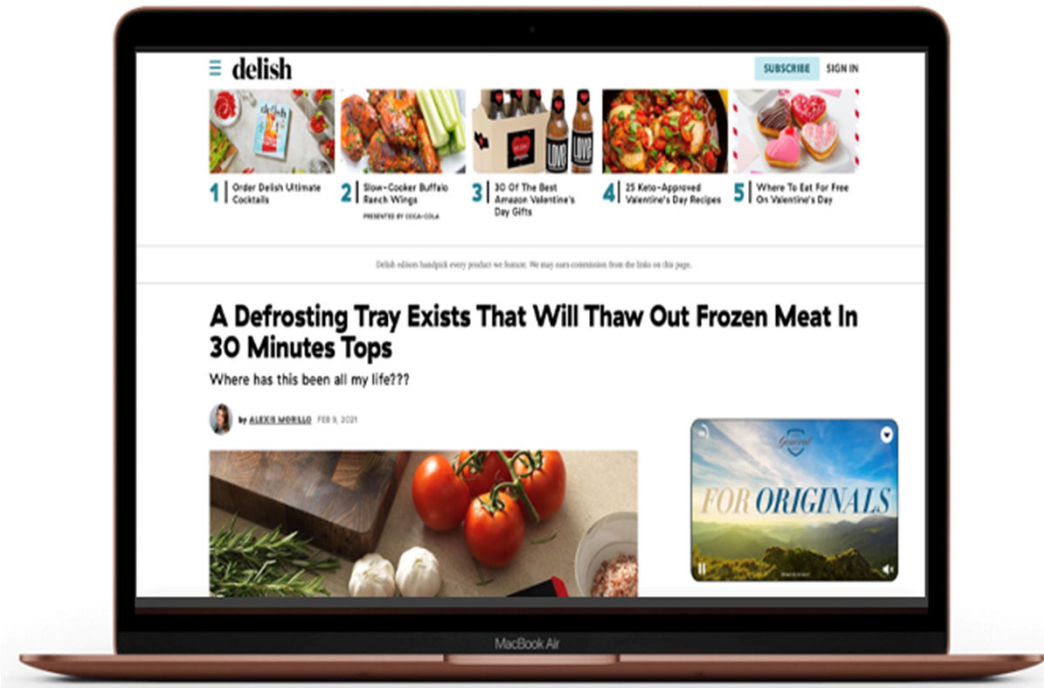 delish
SUBSCRIBE
SIGN IN
delish
LOVE
LOVE
1
Order Delish Ultimate
Cocktails
2
Slow-Cooker Buffalo
Ranch Wings
PRESENTED BY COCA-COLA
3
30 Of The Best
Amazon Valentine's
Day Gifts
4
25 Keto-Approved
Valentine's Day Recipes
5
Where To Eat For Free
On Valentine's Day
Delish editors handpick every product we feature. We may earn commission from the links on this page.
A Defrosting Tray Exists That Will Thaw Out Frozen Meat In
30 Minutes Tops
Where has this been all my life???
by ALEXIS MORILLO FEB 9, 2021
General
FOR ORIGINALS
MacBook Air